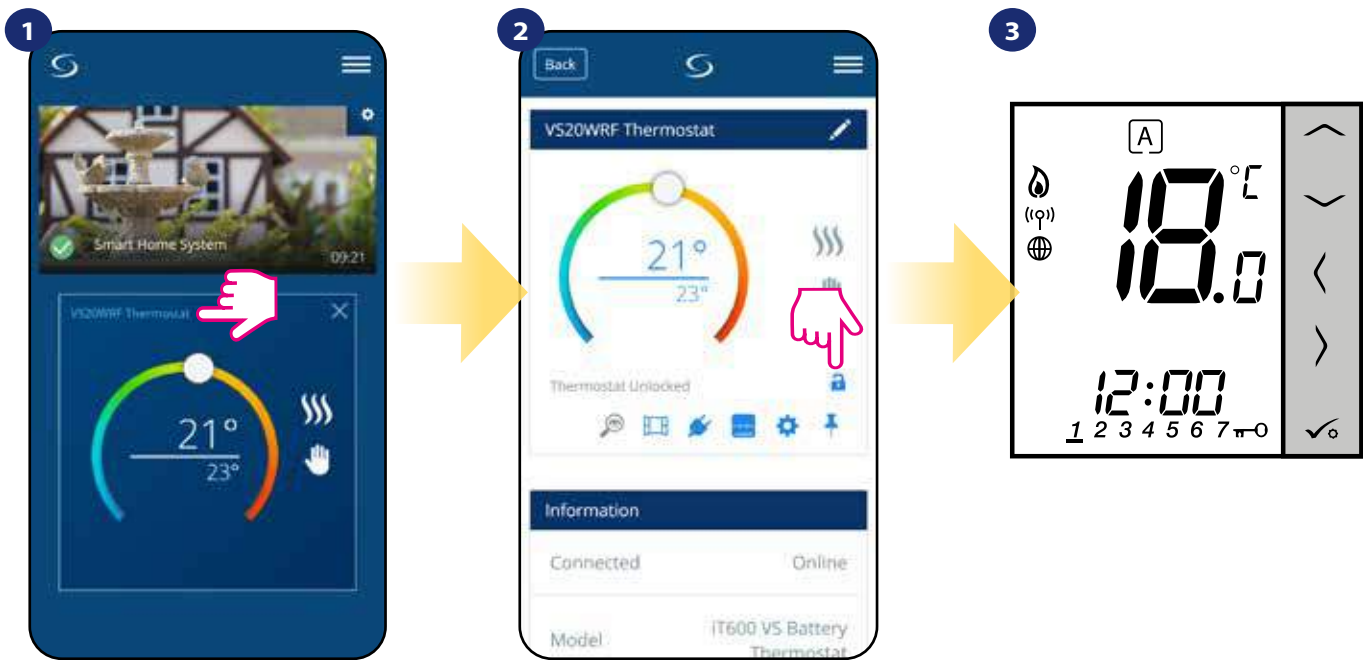 1
Smart Home System
09:21
VS20WRF Thermostat
21°
23°
2
Back
VS20WRF Thermostat
21°
23°
Thermostat Unlocked
Information
Connected Online
Model iT600 VS Battery
Thermostat
3
A
18.0 °C
12:00
1 2 3 4 5 6 7